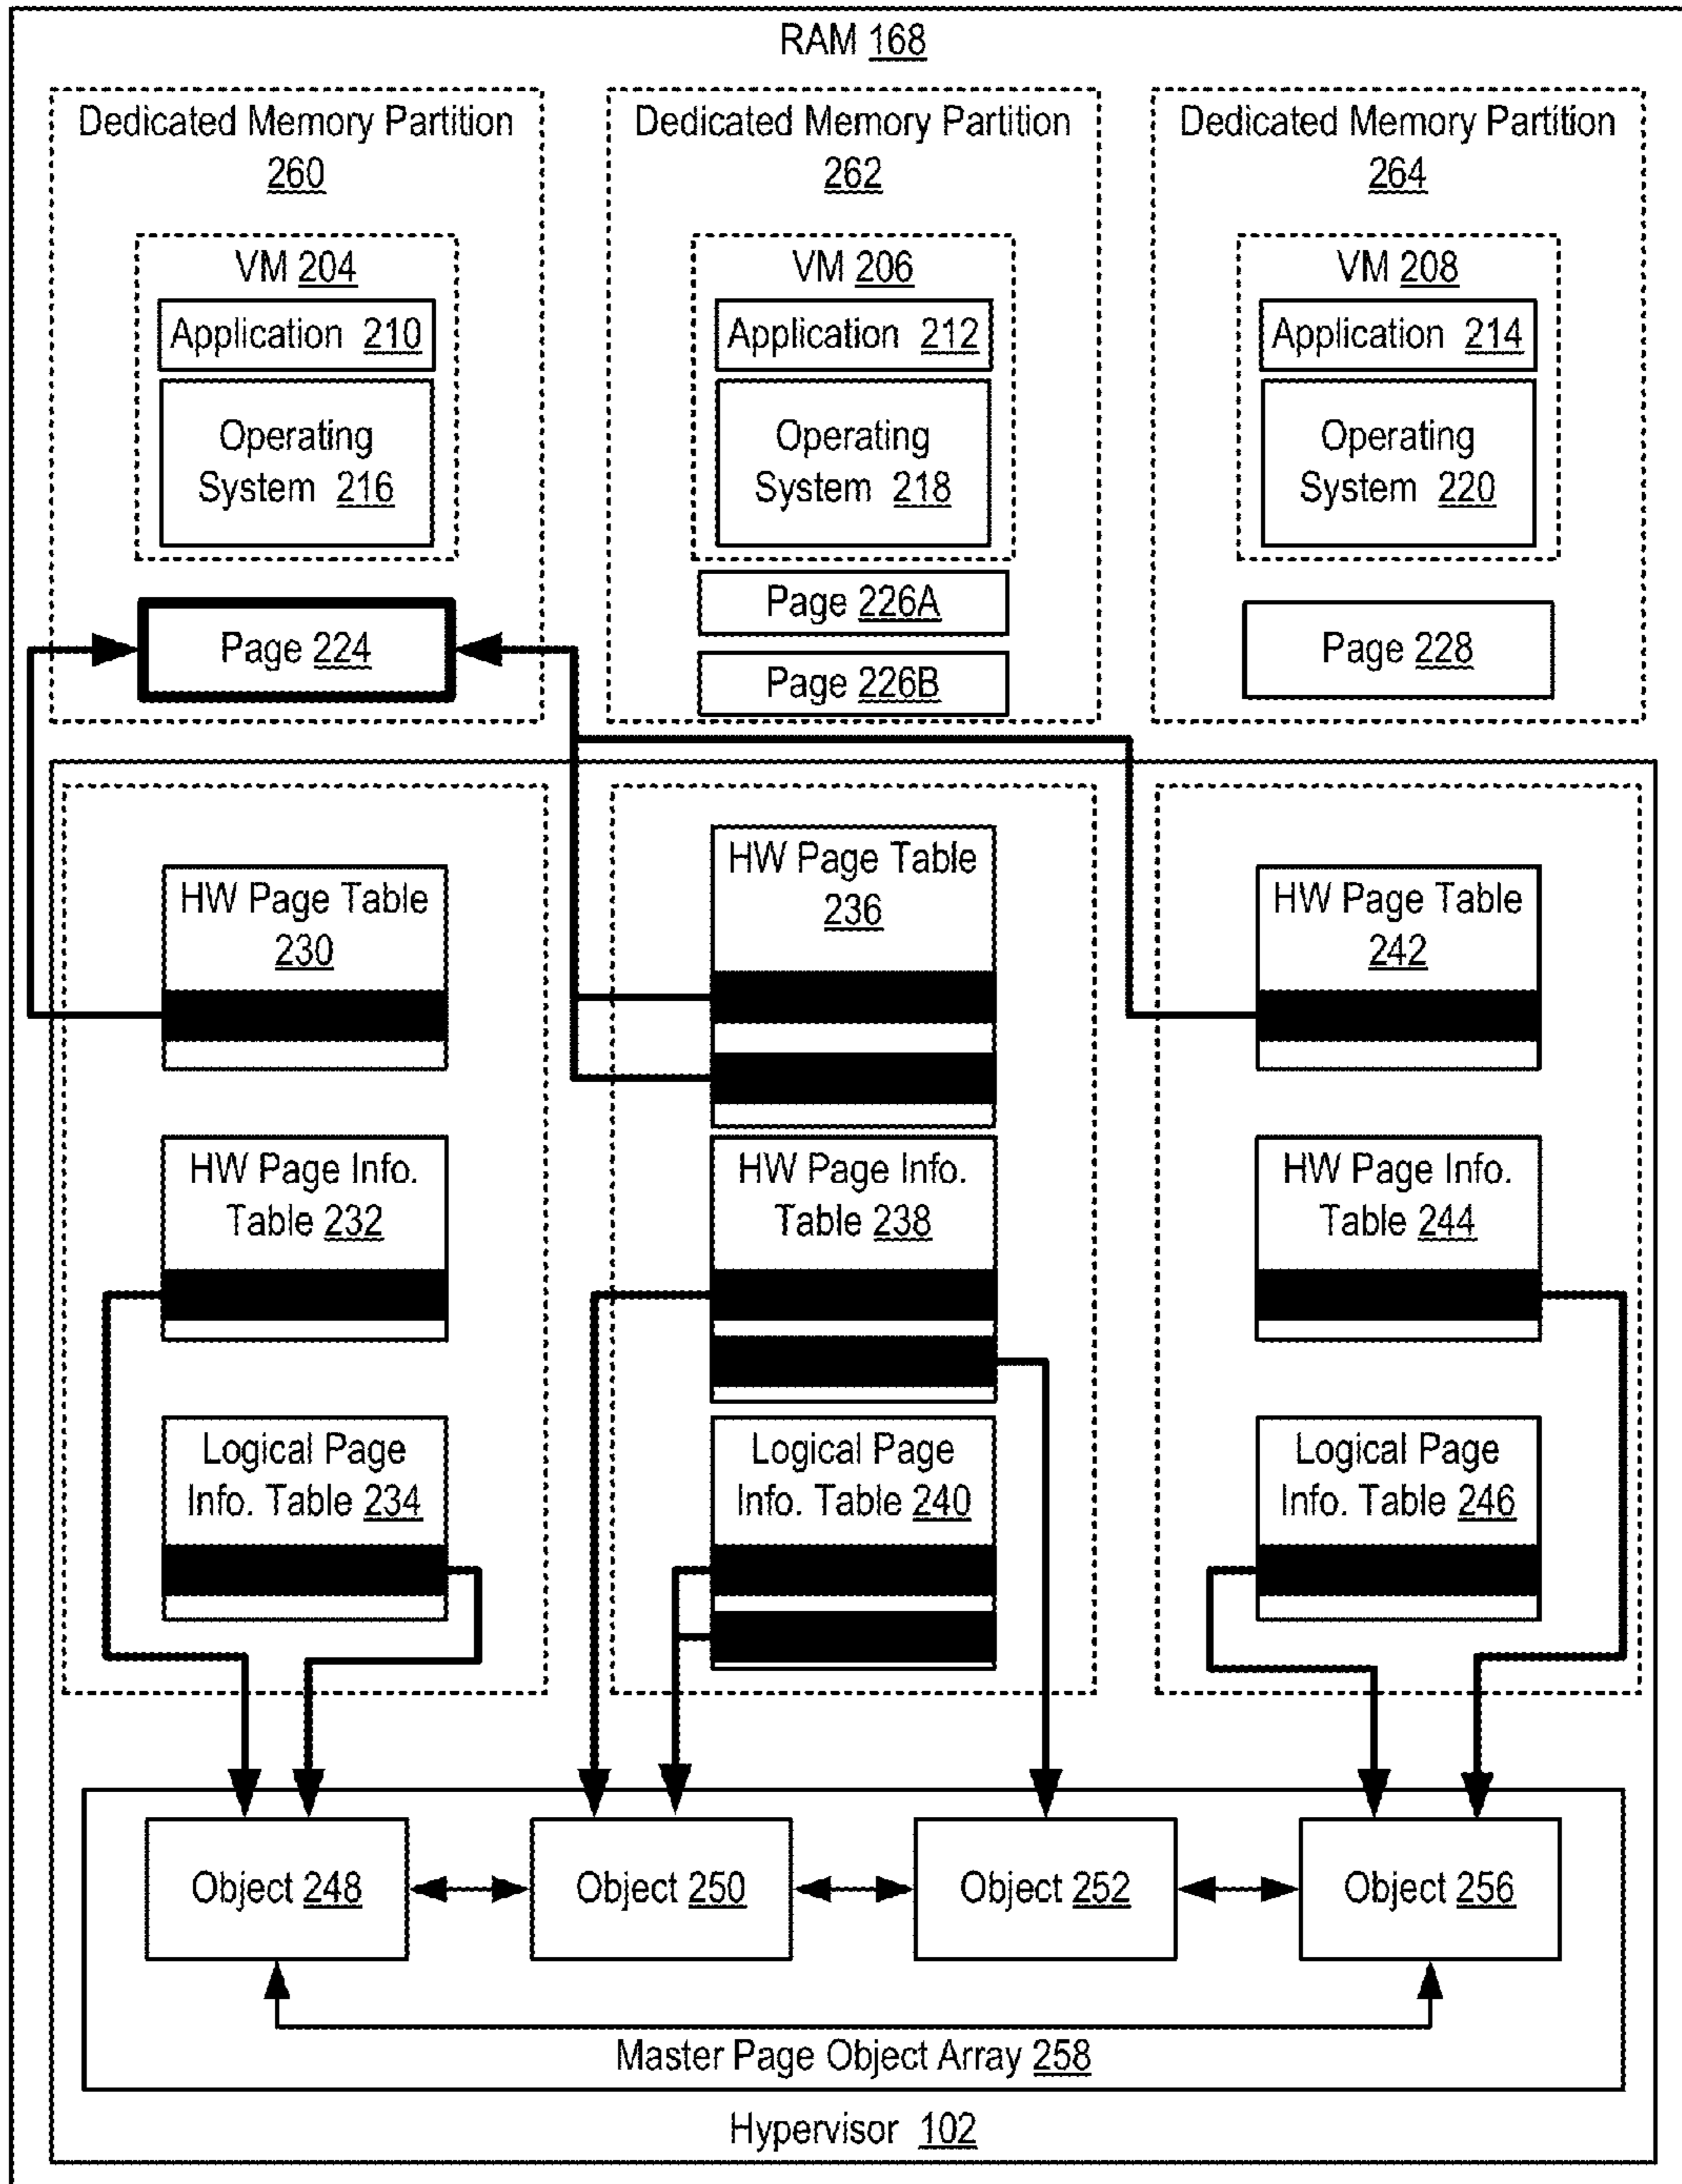 RAM 168
Dedicated Memory Partition
260
VM 204
Application 210
Operating
System 216
Page 224
Dedicated Memory Partition
262
VM 206
Application 212
Operating
System 218
Page 226A
Page 226B
Dedicated Memory Partition
264
VM 208
Application 214
Operating
System 220
Page 228
HW Page Table
230
HW Page Info.
Table 232
Logical Page
Info. Table 234
HW Page Table
236
HW Page Info.
Table 238
Logical Page
Info. Table 240
HW Page Table
242
HW Page Info.
Table 244
Logical Page
Info. Table 246
Object 248
Object 250
Object 252
Object 256
Master Page Object Array 258
Hypervisor 102